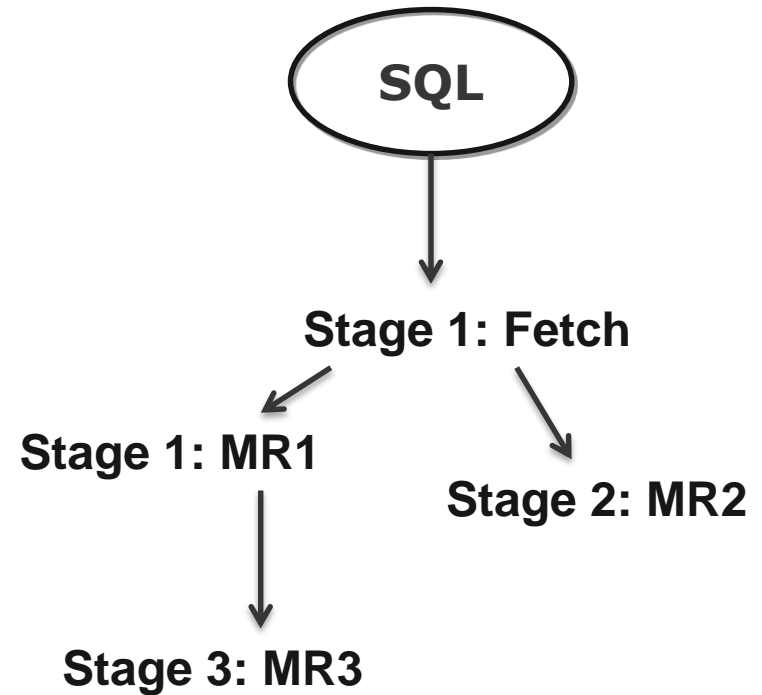 SQL
Stage 1: Fetch
Stage 1: MR1
Stage 2: MR2
Stage 3: MR3